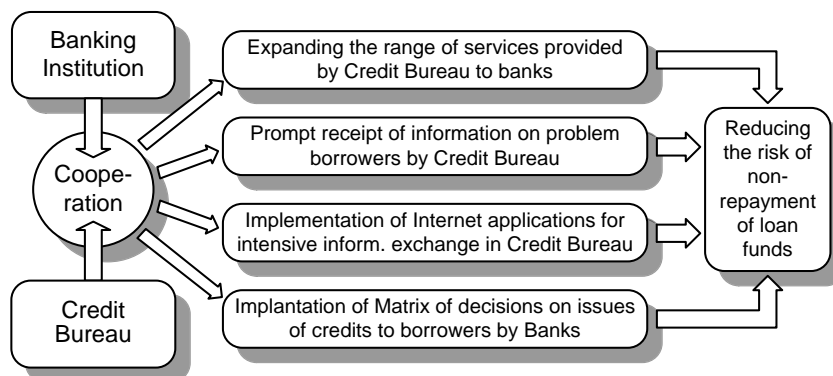 Banking
Institution
Coope-
ration
Credit
Bureau
Expanding the range of services provided
by Credit Bureau to banks
Prompt receipt of information on problem
borrowers by Credit Bureau
Implementation of Internet applications for
intensive inform. exchange in Credit Bureau
Implantation of Matrix of decisions on issues
of credits to borrowers by Banks
Reducing
the risk of
non-
repayment
of loan
funds